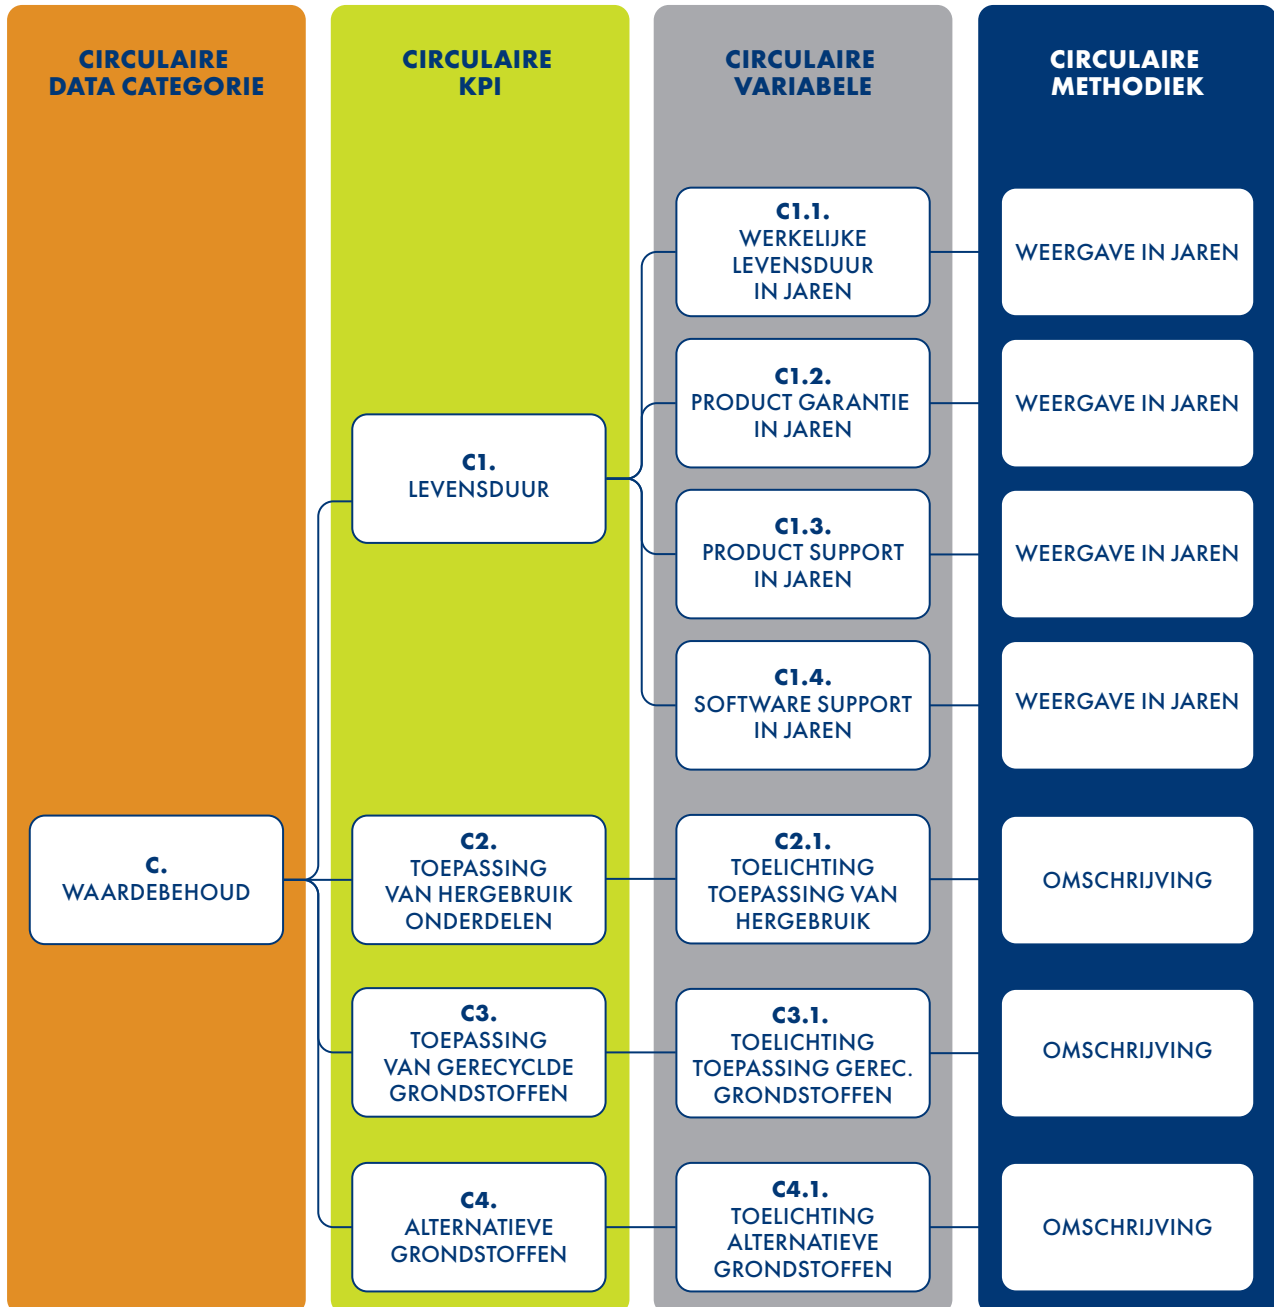 CIRCULAIRE
DATA CATEGORIE
CIRCULAIRE
KPI
CIRCULAIRE
VARIABELE
CIRCULAIRE
METHODIEK
C.
WAARDEBEHOUD
C1.
LEVENSDUUR
C1.1.
WERKELIJKE
LEVENSDUUR
IN JAREN
WEERGAVE IN JAREN
C1.2.
PRODUCT GARANTIE
IN JAREN
WEERGAVE IN JAREN
C1.3.
PRODUCT SUPPORT
IN JAREN
WEERGAVE IN JAREN
C1.4.
SOFTWARE SUPPORT
IN JAREN
WEERGAVE IN JAREN
C2.
TOEPASSING
VAN HERGEBRUIK
ONDERDELEN
C2.1.
TOELICHTING
TOEPASSING VAN
HERGEBRUIK
OMSCHRIJVING
C3.
TOEPASSING
VAN GERECYCLDE
GRONDSTOFFEN
C3.1.
TOELICHTING
TOEPASSING GEREC.
GRONDSTOFFEN
OMSCHRIJVING
C4.
ALTERNATIEVE
GRONDSTOFFEN
C4.1.
TOELICHTING
ALTERNATIEVE
GRONDSTOFFEN
OMSCHRIJVING